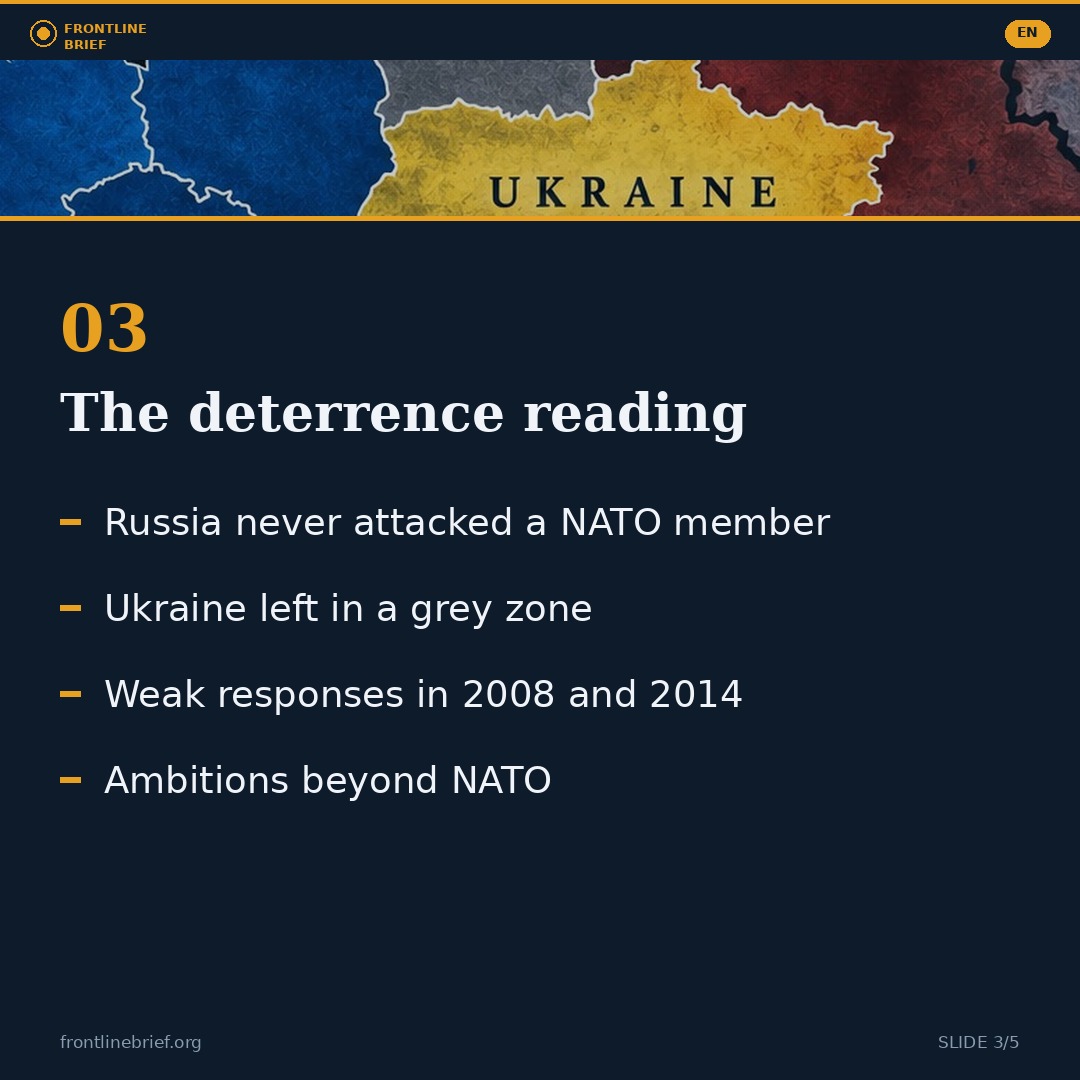 FRONTLINE
BRIEF
EN
UKRAINE
03
The deterrence reading
Russia never attacked a NATO member
Ukraine left in a grey zone
Weak responses in 2008 and 2014
Ambitions beyond NATO
frontlinebrief.org
SLIDE 3/5